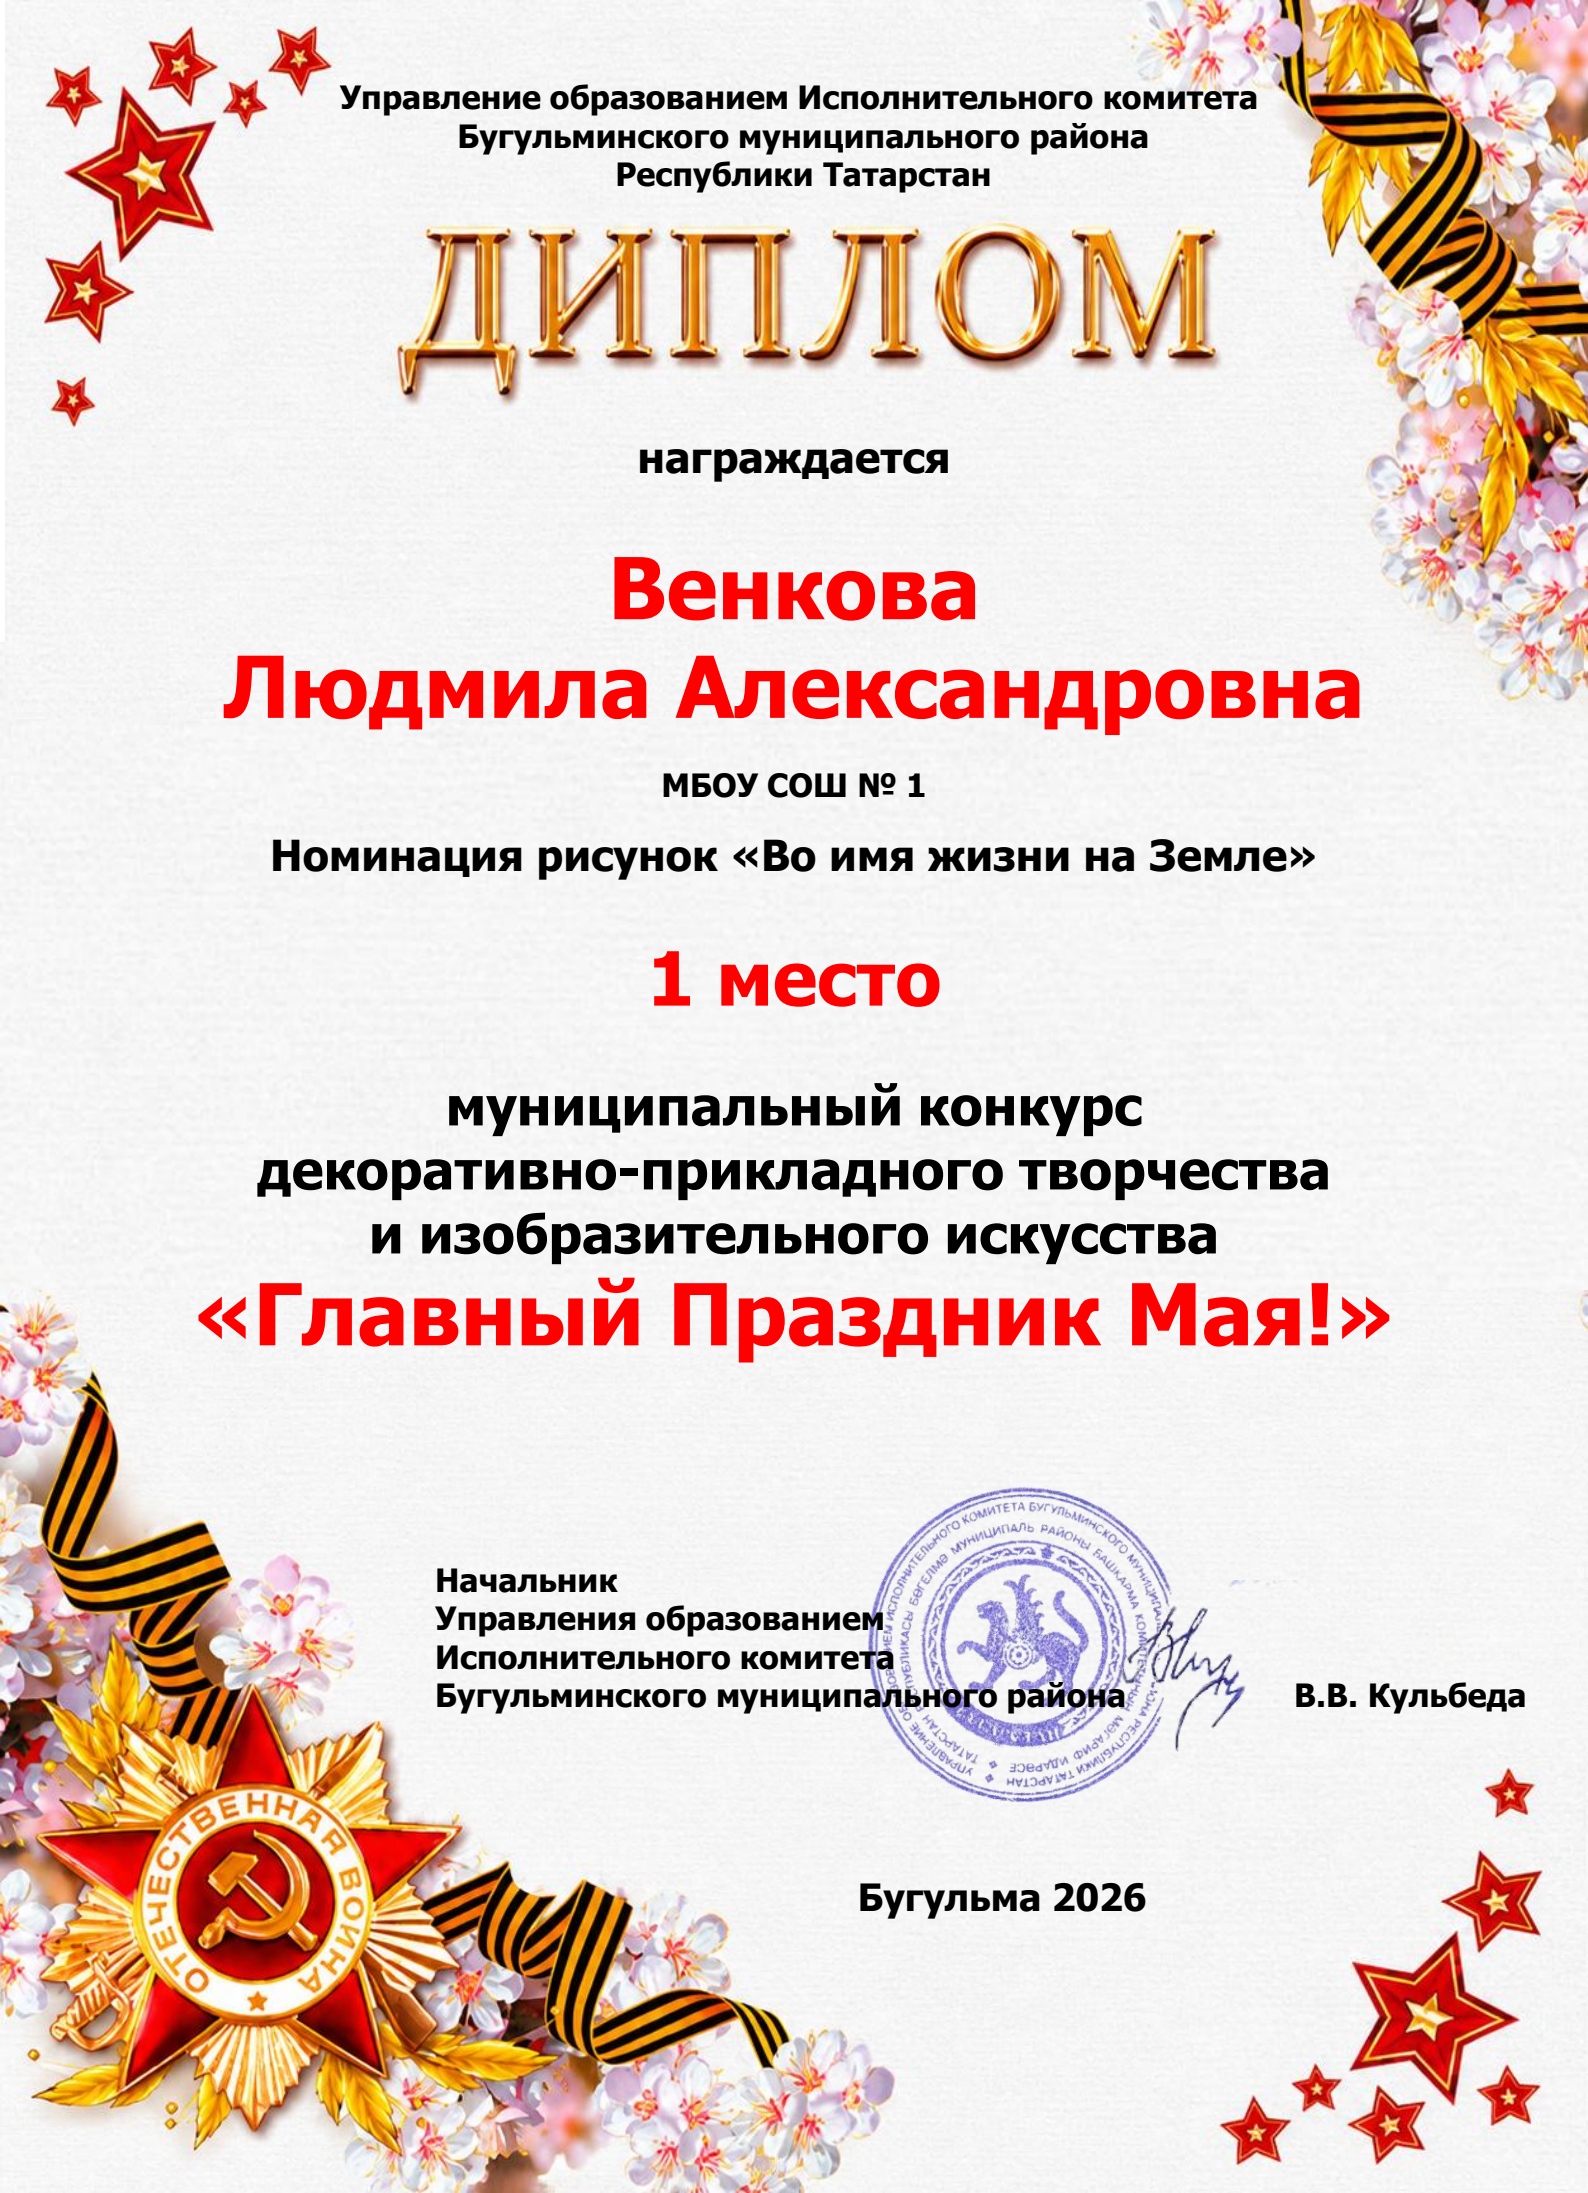 Управление образованием Исполнительного комитета
Бугульминского муниципального района
Республики Татарстан
ДИПЛОМ
награждается
Венкова
Людмила Александровна
МБОУ СОШ № 1
Номинация рисунок «Во имя жизни на Земле»
1 место
муниципальный конкурс
декоративно-прикладного творчества
и изобразительного искусства
«Главный Праздник Мая!»
Начальник
Управления образованием
Исполнительного комитета
Бугульминского муниципального района
В.В. Кульбеда
Бугульма 2026
ОТЕЧЕСТВЕННАЯ ВОЙНА